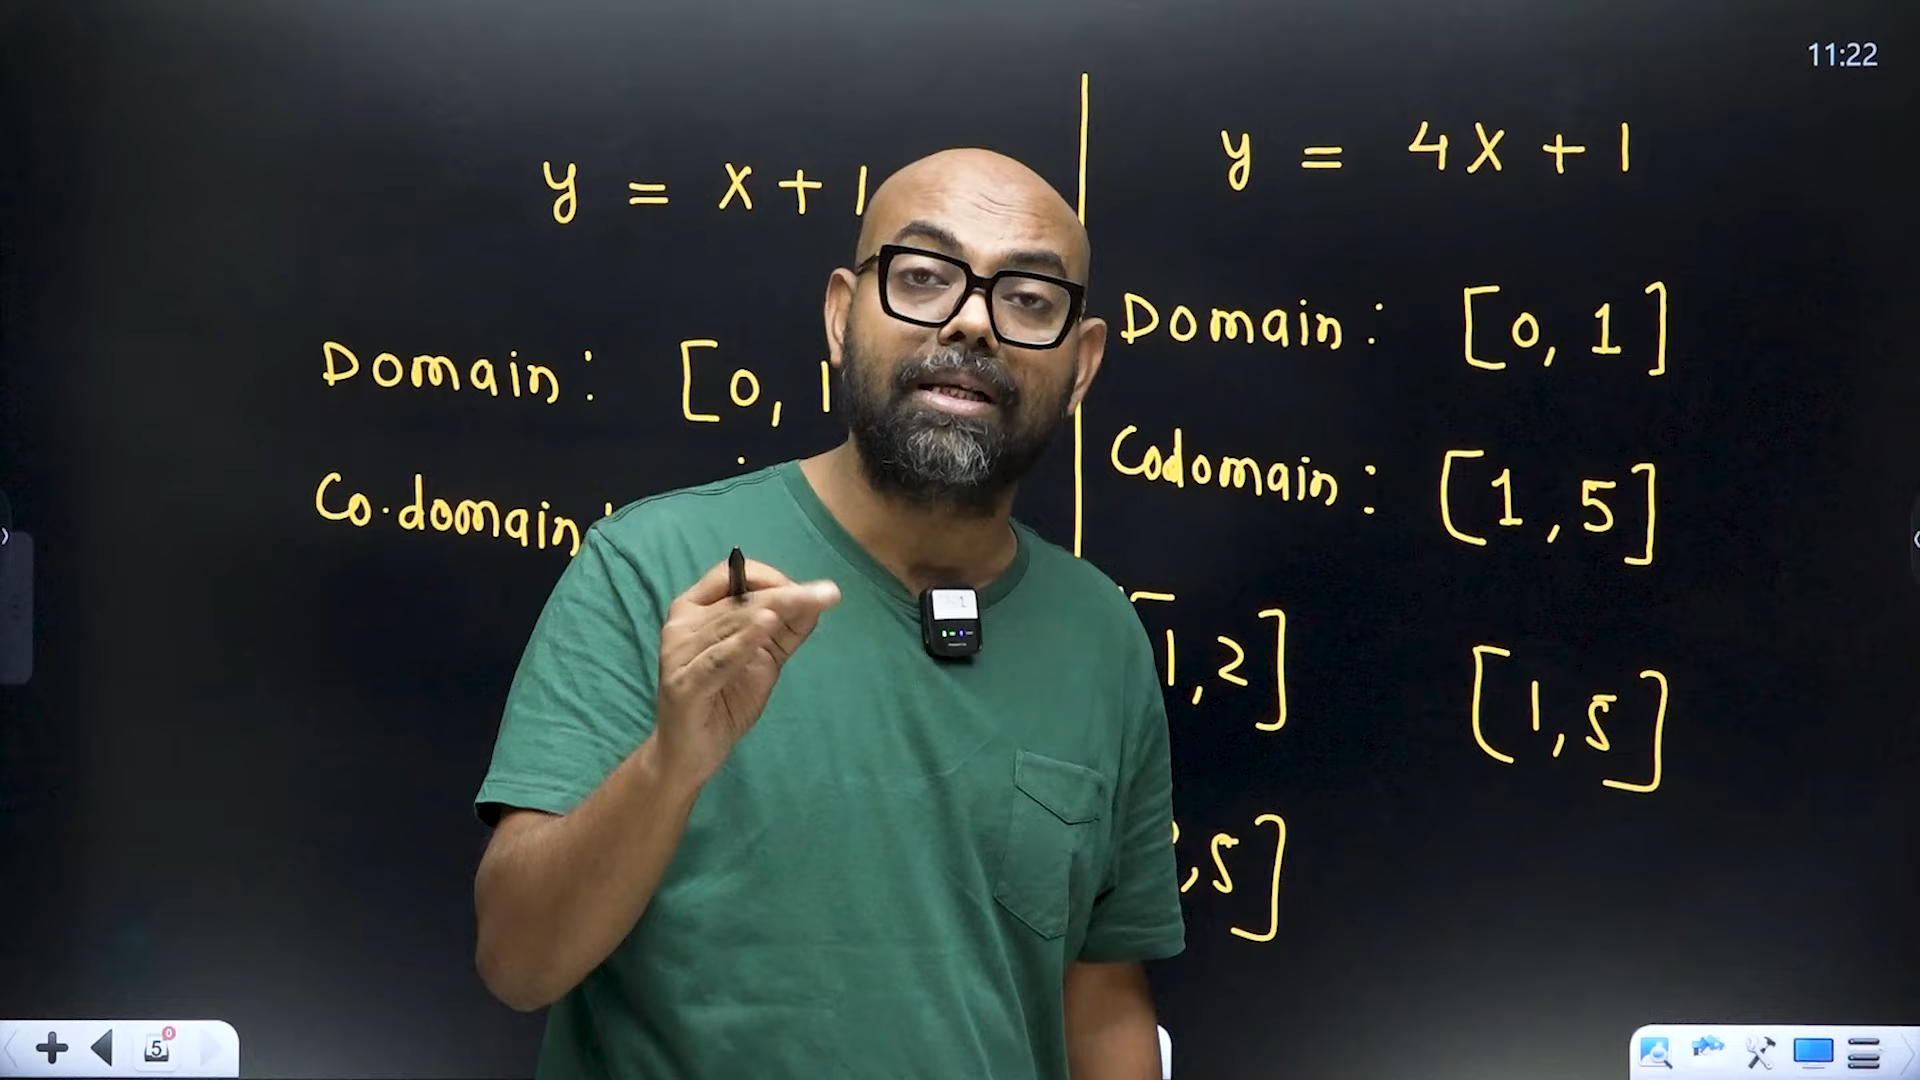 11:22
y = x + 1
Domain : [0, 1
Co-domain
y = 4x + 1
Domain : [0, 1]
Codomain : [1, 5]
1, 2]
[1, 5]
, 5]
5
0